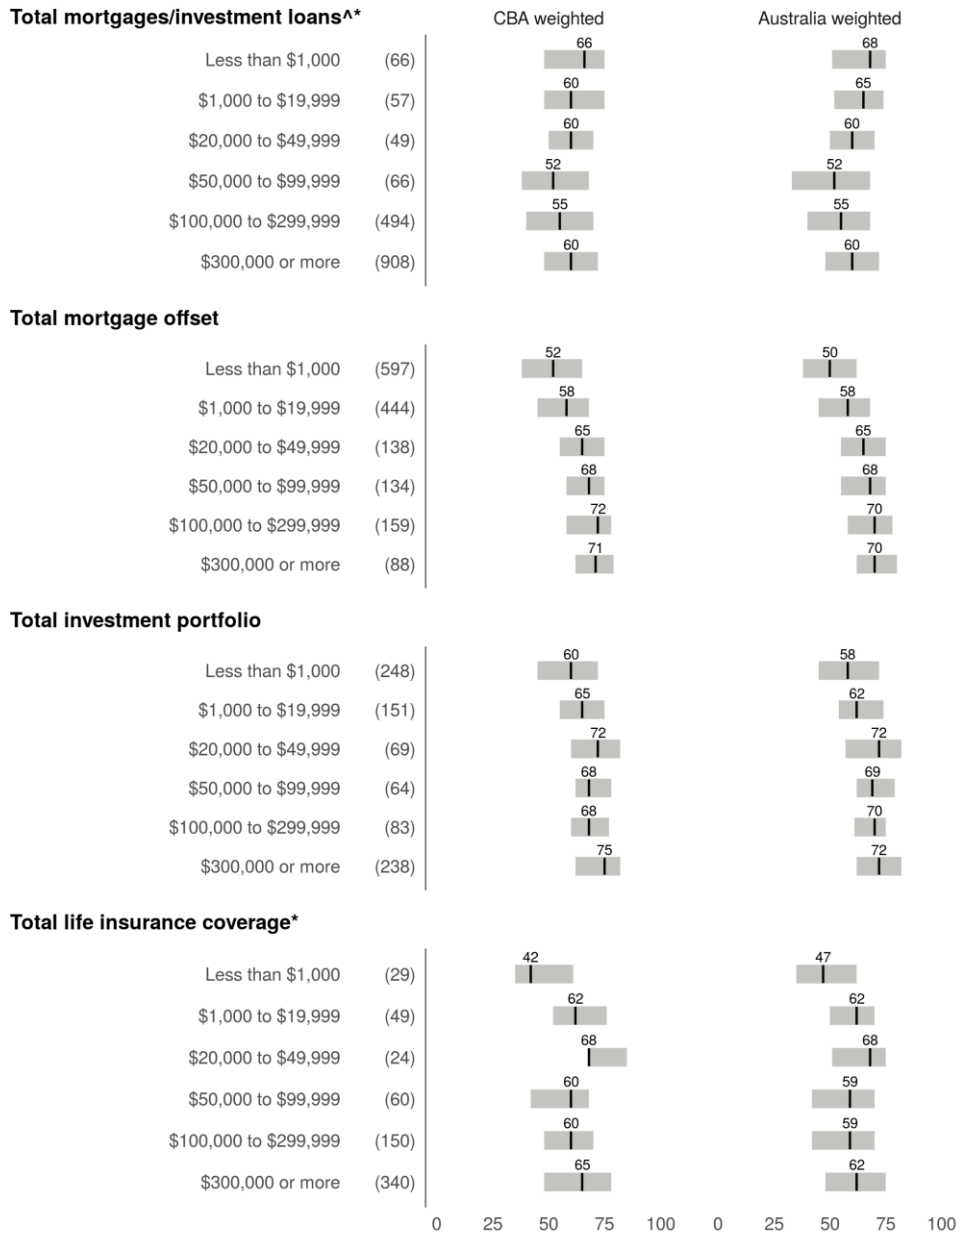 Total mortgages/investment loans^* CBA weighted Australia weighted
Less than $1,000 (66) 66 68
$1,000 to $19,999 (57) 60 65
$20,000 to $49,999 (49) 60 60
$50,000 to $99,999 (66) 52 52
$100,000 to $299,999 (494) 55 55
$300,000 or more (908) 60 60
Total mortgage offset
Less than $1,000 (597) 52 50
$1,000 to $19,999 (444) 58 58
$20,000 to $49,999 (138) 65 65
$50,000 to $99,999 (134) 68 68
$100,000 to $299,999 (159) 72 70
$300,000 or more (88) 71 70
Total investment portfolio
Less than $1,000 (248) 60 58
$1,000 to $19,999 (151) 65 62
$20,000 to $49,999 (69) 72 72
$50,000 to $99,999 (64) 68 69
$100,000 to $299,999 (83) 68 70
$300,000 or more (238) 75 72
Total life insurance coverage*
Less than $1,000 (29) 42 47
$1,000 to $19,999 (49) 62 62
$20,000 to $49,999 (24) 68 68
$50,000 to $99,999 (60) 60 59
$100,000 to $299,999 (150) 60 59
$300,000 or more (340) 65 62
0 25 50 75 100 0 25 50 75 100